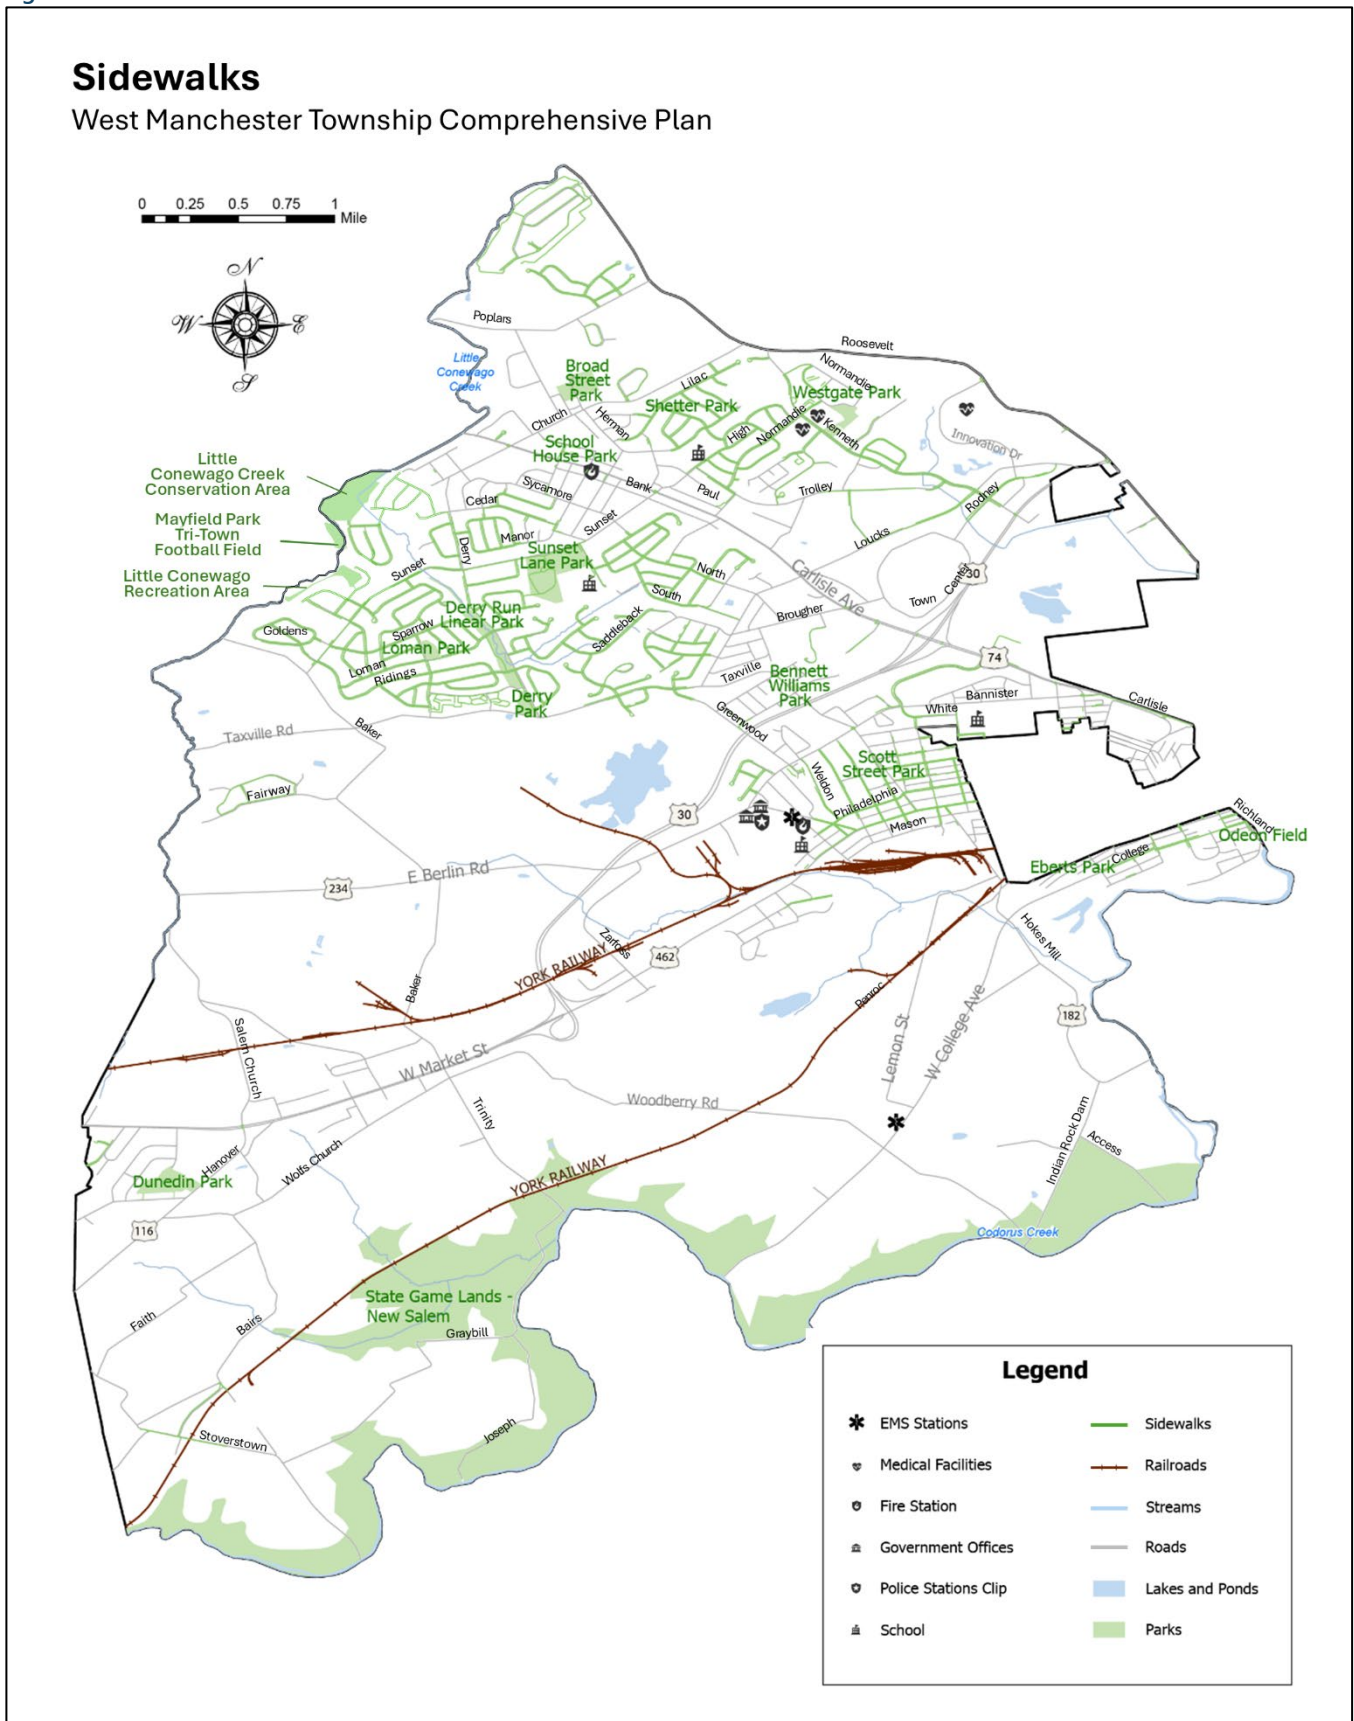 Sidewalks
West Manchester Township Comprehensive Plan
0 0.25 0.5 0.75 1
Mile
N
W E
S
Poplars
Roosevelt
Little
Conewago
Creek
Broad
Street
Park
Normandie
Lilac
Westgate Park
Shetter Park
Church
Herman
High
Normandie
Kenneth
School
House Park
Innovation Dr
Little
Conewago Creek
Conservation Area
Sycamore
Bank
Paul
Trolley
Cedar
Rodney
Mayfield Park
Tri-Town
Football Field
Sunset
Manor
Derry
Loucks
Sunset
Lane Park
Sunset
North
Carlisle Ave
30
Center
Town
Little Conewago
Recreation Area
South
Derry Run
Linear Park
Brougher
Goldens
Sparrow
Saddleback
Loman Park
74
Loman
Ridings
Taxville
Bennett
Williams
Park
Bannister
White
Carlisle
Derry
Park
Greenwood
Baker
Taxville Rd
Scott
Street Park
Weldon
Fairway
Philadelphia
30
Mason
Richland
Odeon Field
College
Eberts Park
E Berlin Rd
234
Hokes Mill
Zarfoss
462
YORK RAILWAY
Baker
Penroc
182
Lemon St
W College Ave
Salem Church
W Market St
Woodberry Rd
Trinity
Indian Rock Dam
Access
Hanover
Wolfs Church
YORK RAILWAY
Dunedin Park
116
Codorus Creek
State Game Lands -
New Salem
Faith
Bairs
Graybill
Joseph
Stoverstown
Legend
EMS Stations
Medical Facilities
Fire Station
Government Offices
Police Stations Clip
School
Sidewalks
Railroads
Streams
Roads
Lakes and Ponds
Parks